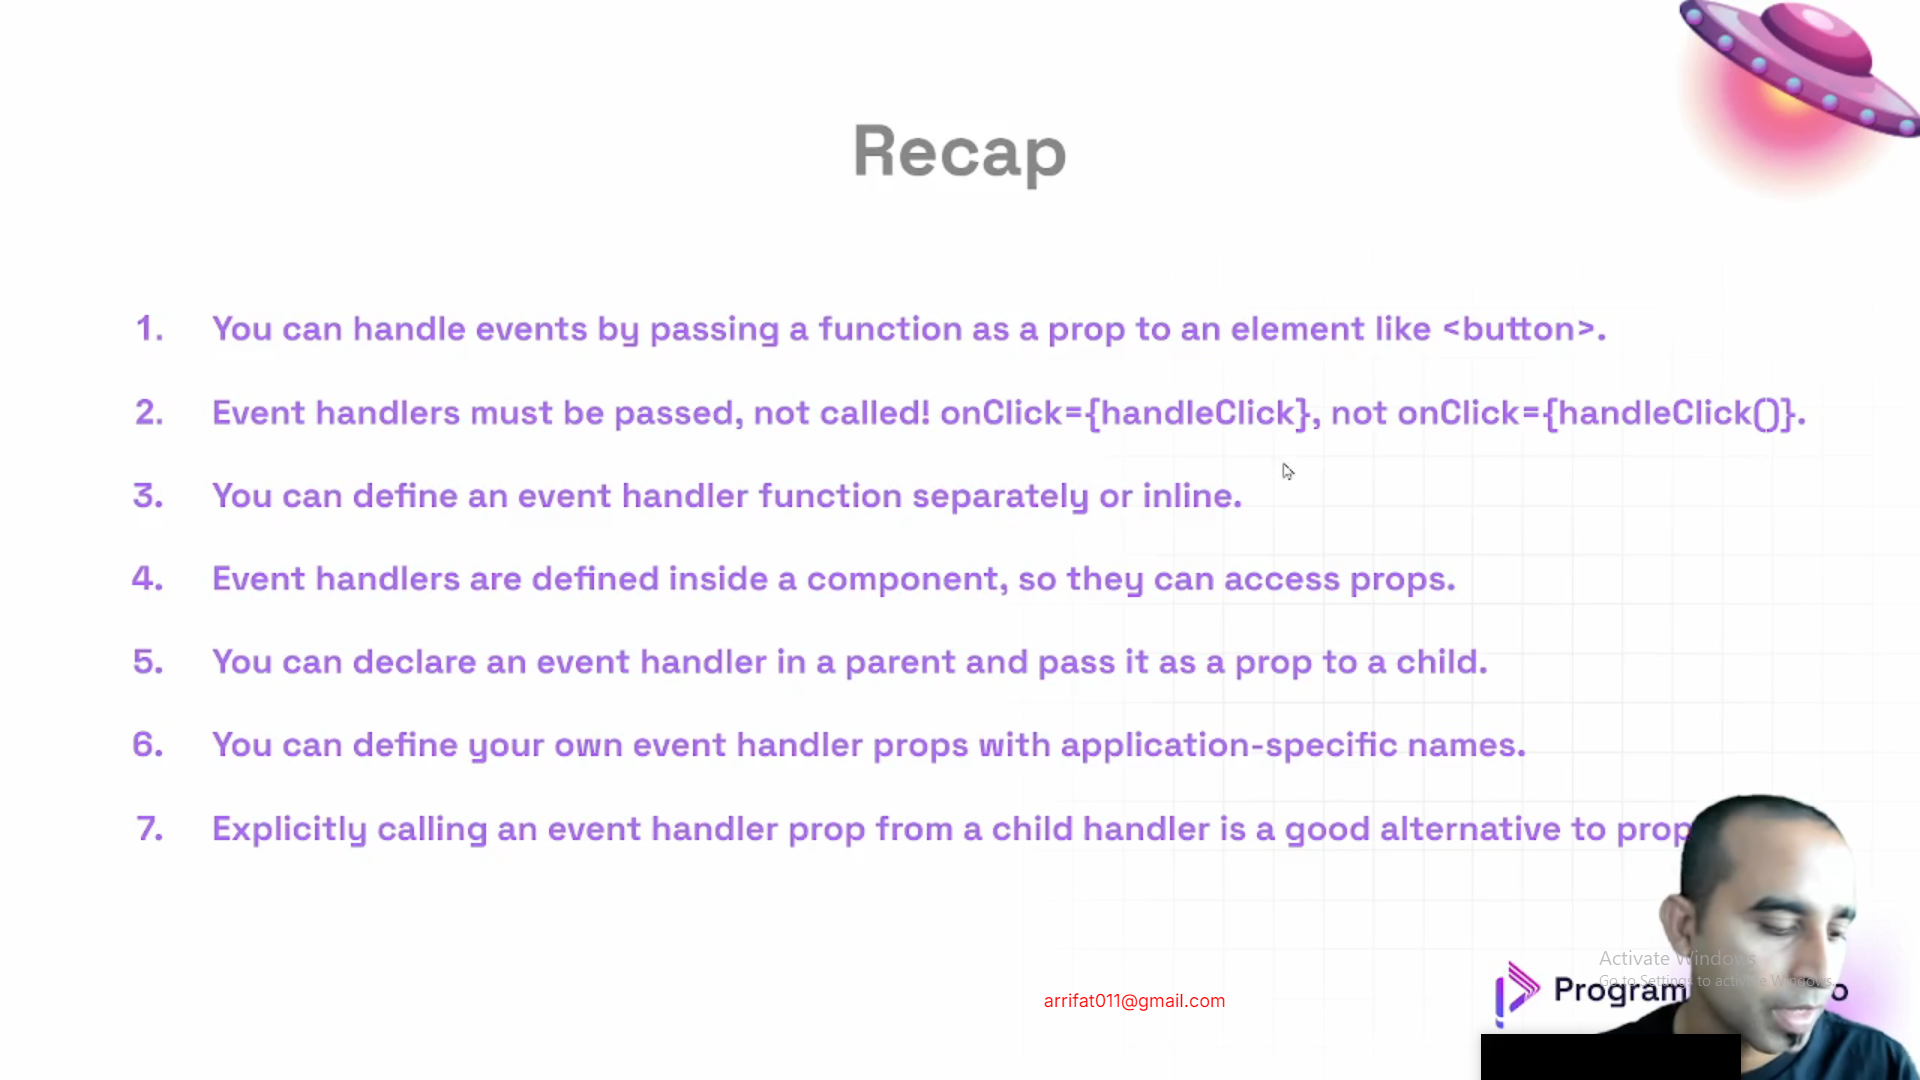 Recap
1. You can handle events by passing a function as a prop to an element like <button>.
2. Event handlers must be passed, not called! onClick={handleClick}, not onClick={handleClick()}.
3. You can define an event handler function separately or inline.
4. Event handlers are defined inside a component, so they can access props.
5. You can declare an event handler in a parent and pass it as a prop to a child.
6. You can define your own event handler props with application-specific names.
7. Explicitly calling an event handler prop from a child handler is a good alternative to prop
Activate Windows
Go to Settings to activate Windows.
arrifat011@gmail.com